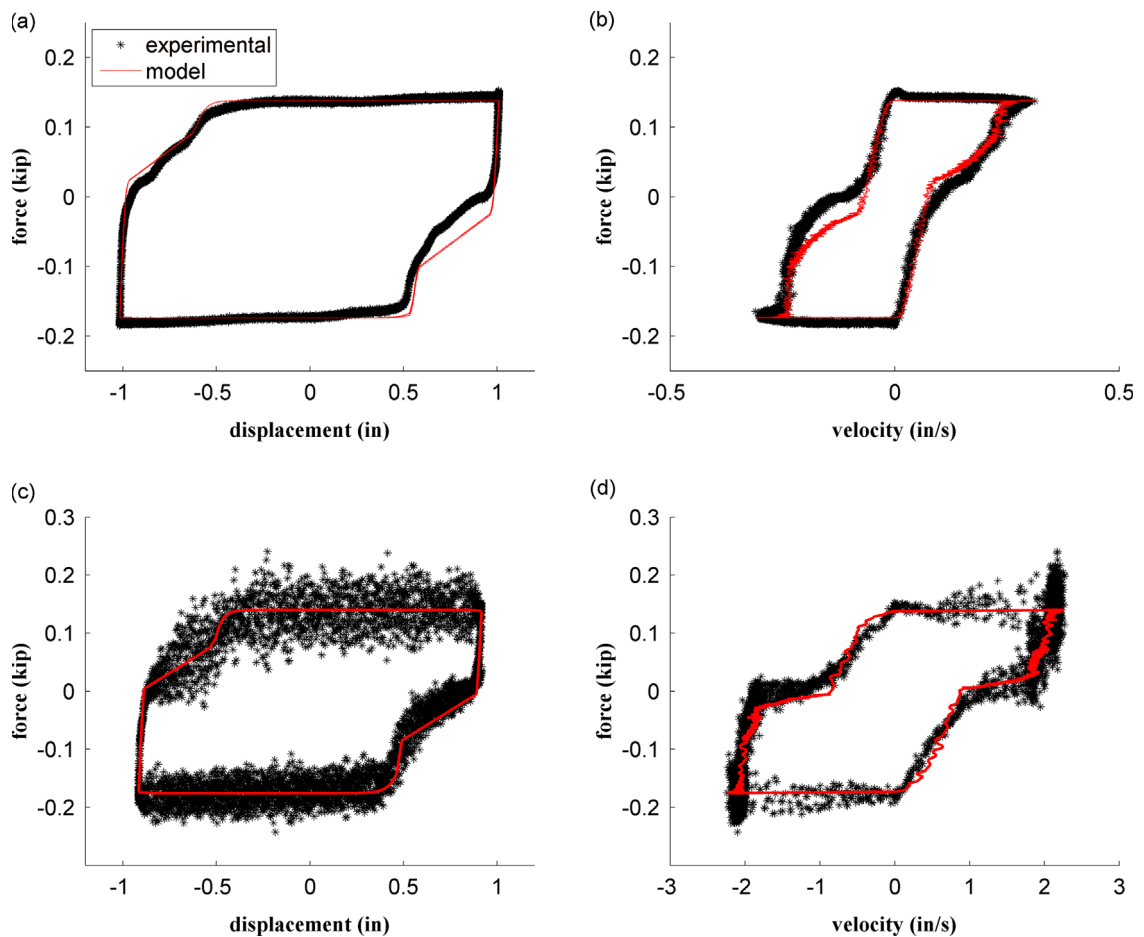 (a)
experimental
model
0.2
0.1
0
-0.1
-0.2
force (kip)
-1 -0.5 0 0.5 1
displacement (in)
(b)
0.2
0.1
0
-0.1
-0.2
force (kip)
-0.5 0 0.5
velocity (in/s)
(c)
0.3
0.2
0.1
0
-0.1
-0.2
force (kip)
-1 -0.5 0 0.5 1
displacement (in)
(d)
0.3
0.2
0.1
0
-0.1
-0.2
force (kip)
-3 -2 -1 0 1 2 3
velocity (in/s)